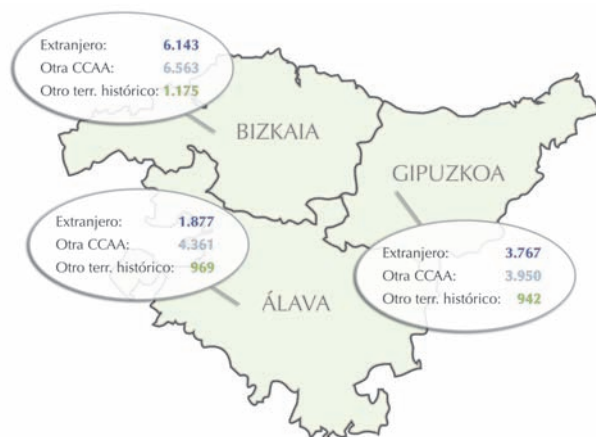 Extranjero: 6.143
Otra CCAA: 6.563
Otro terr. histórico: 1.175
BIZKAIA
GIPUZKOA
Extranjero: 1.877
Otra CCAA: 4.361
Otro terr. histórico: 969
Extranjero: 3.767
Otra CCAA: 3.950
Otro terr. histórico: 942
ÁLAVA